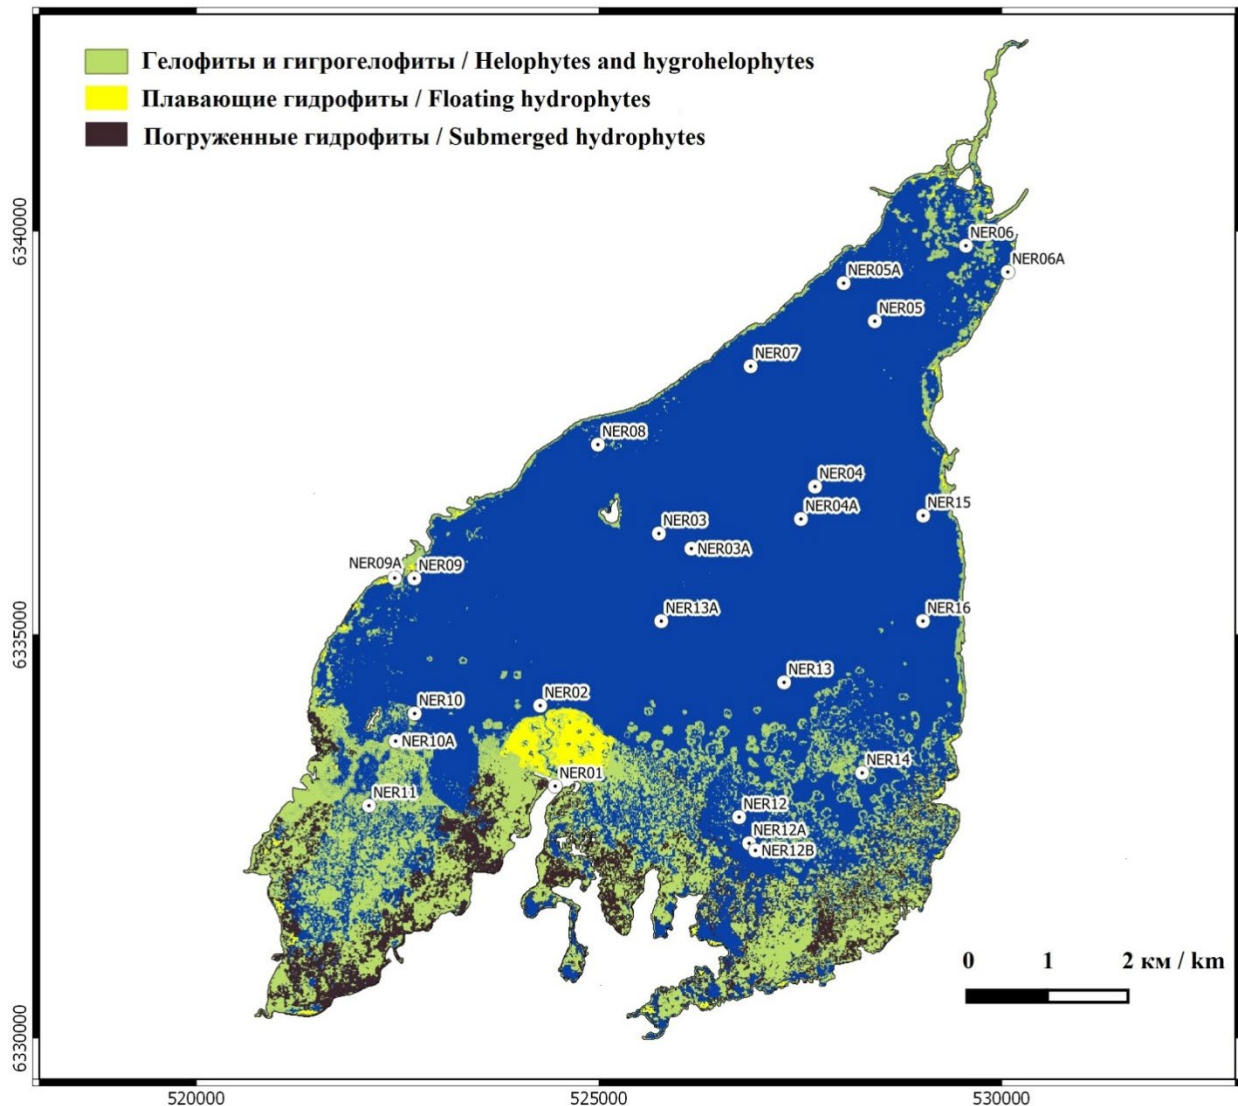 Гелофиты и гигрогелофиты / Helophytes and hygrohelophytes
Плавающие гидрофиты / Floating hydrophytes
Погруженные гидрофиты / Submerged hydrophytes
6340000
NER06
NER06A
NER05A
NER05
NER07
NER08
NER04
NER04A
NER15
NER03
NER03A
NER09A
NER09
NER13A
NER16
6335000
NER13
NER02
NER10
NER10A
NER14
NER01
NER11
NER12
NER12A
NER12B
0 1 2 км / km
6330000
520000 525000 530000